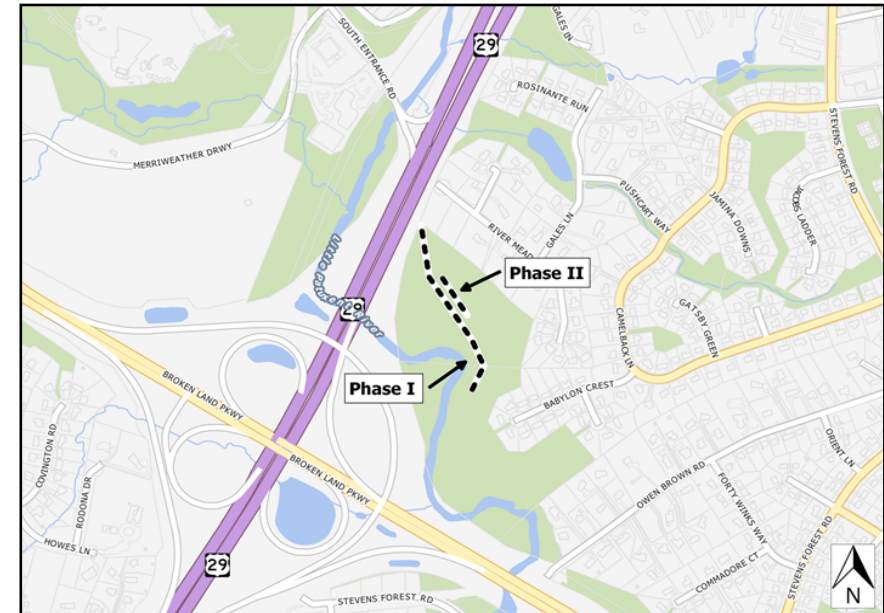 29
GALES LN
SOUTH ENTRANCE RD
ROSINANTE RUN
MERRIWEATHER DRWY
STEVENS FOREST RD
PUSHCART WAY
JAMINA DOWNS
JACOBS LADDER
RIVER MEAD
GALES LN
Phase II
Little Patuxent River
29
GATSBY GREEN
CAMELBACK LN
Phase I
BROKEN LAND PKWY
BABYLON CREST
COVINGTON RD
RODONA DR
BROKEN LAND PKWY
OWEN BROWN RD
ORIENT LN
FORTY WINKS WAY
HOWES LN
29
COMMADORE CT
STEVENS FOREST RD
STEVENS FOREST RD
N